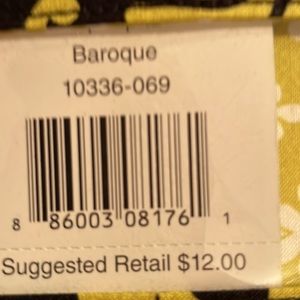 Baroque
10336-069
8 86003 08176 1
Suggested Retail $12.00